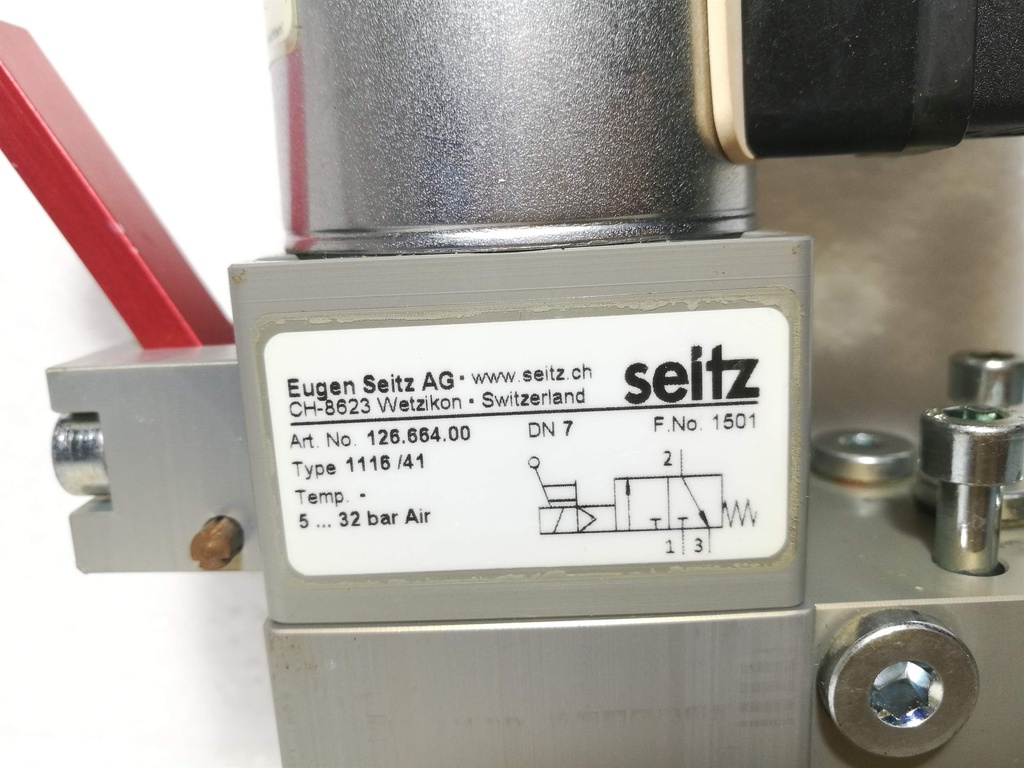 Eugen Seitz AG · www.seitz.ch
CH-8623 Wetzikon · Switzerland
seitz
Art. No. 126.664.00 DN 7 F.No. 1501
Type 1116 /41
Temp. -
5 ... 32 bar Air
2
1 3